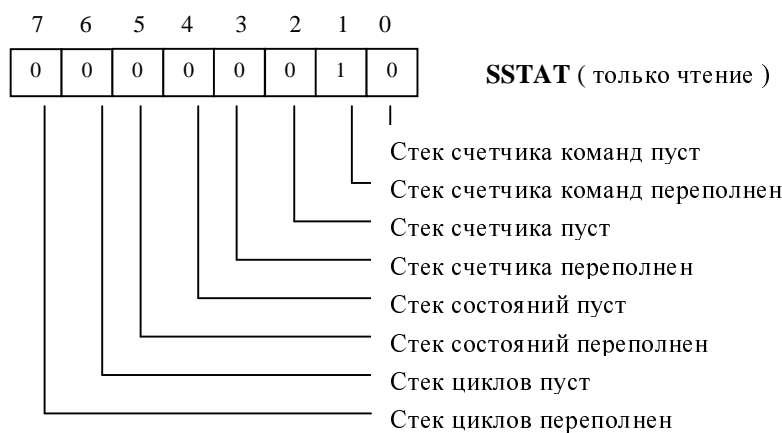 7 6 5 4 3 2 1 0
0 0 0 0 0 0 1 0 SSTAT ( только чтение )
Стек счетчика команд пуст
Стек счетчика команд переполнен
Стек счетчика пуст
Стек счетчика переполнен
Стек состояний пуст
Стек состояний переполнен
Стек циклов пуст
Стек циклов переполнен